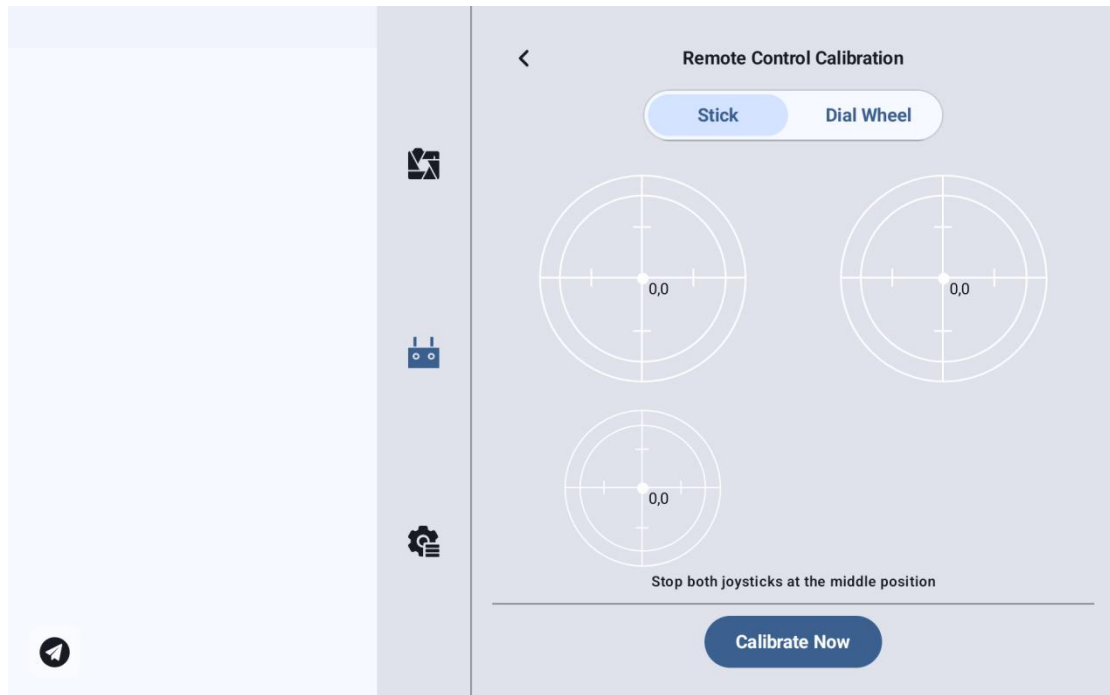 Remote Control Calibration
Stick Dial Wheel
0,0 0,0
0,0
Stop both joysticks at the middle position
Calibrate Now